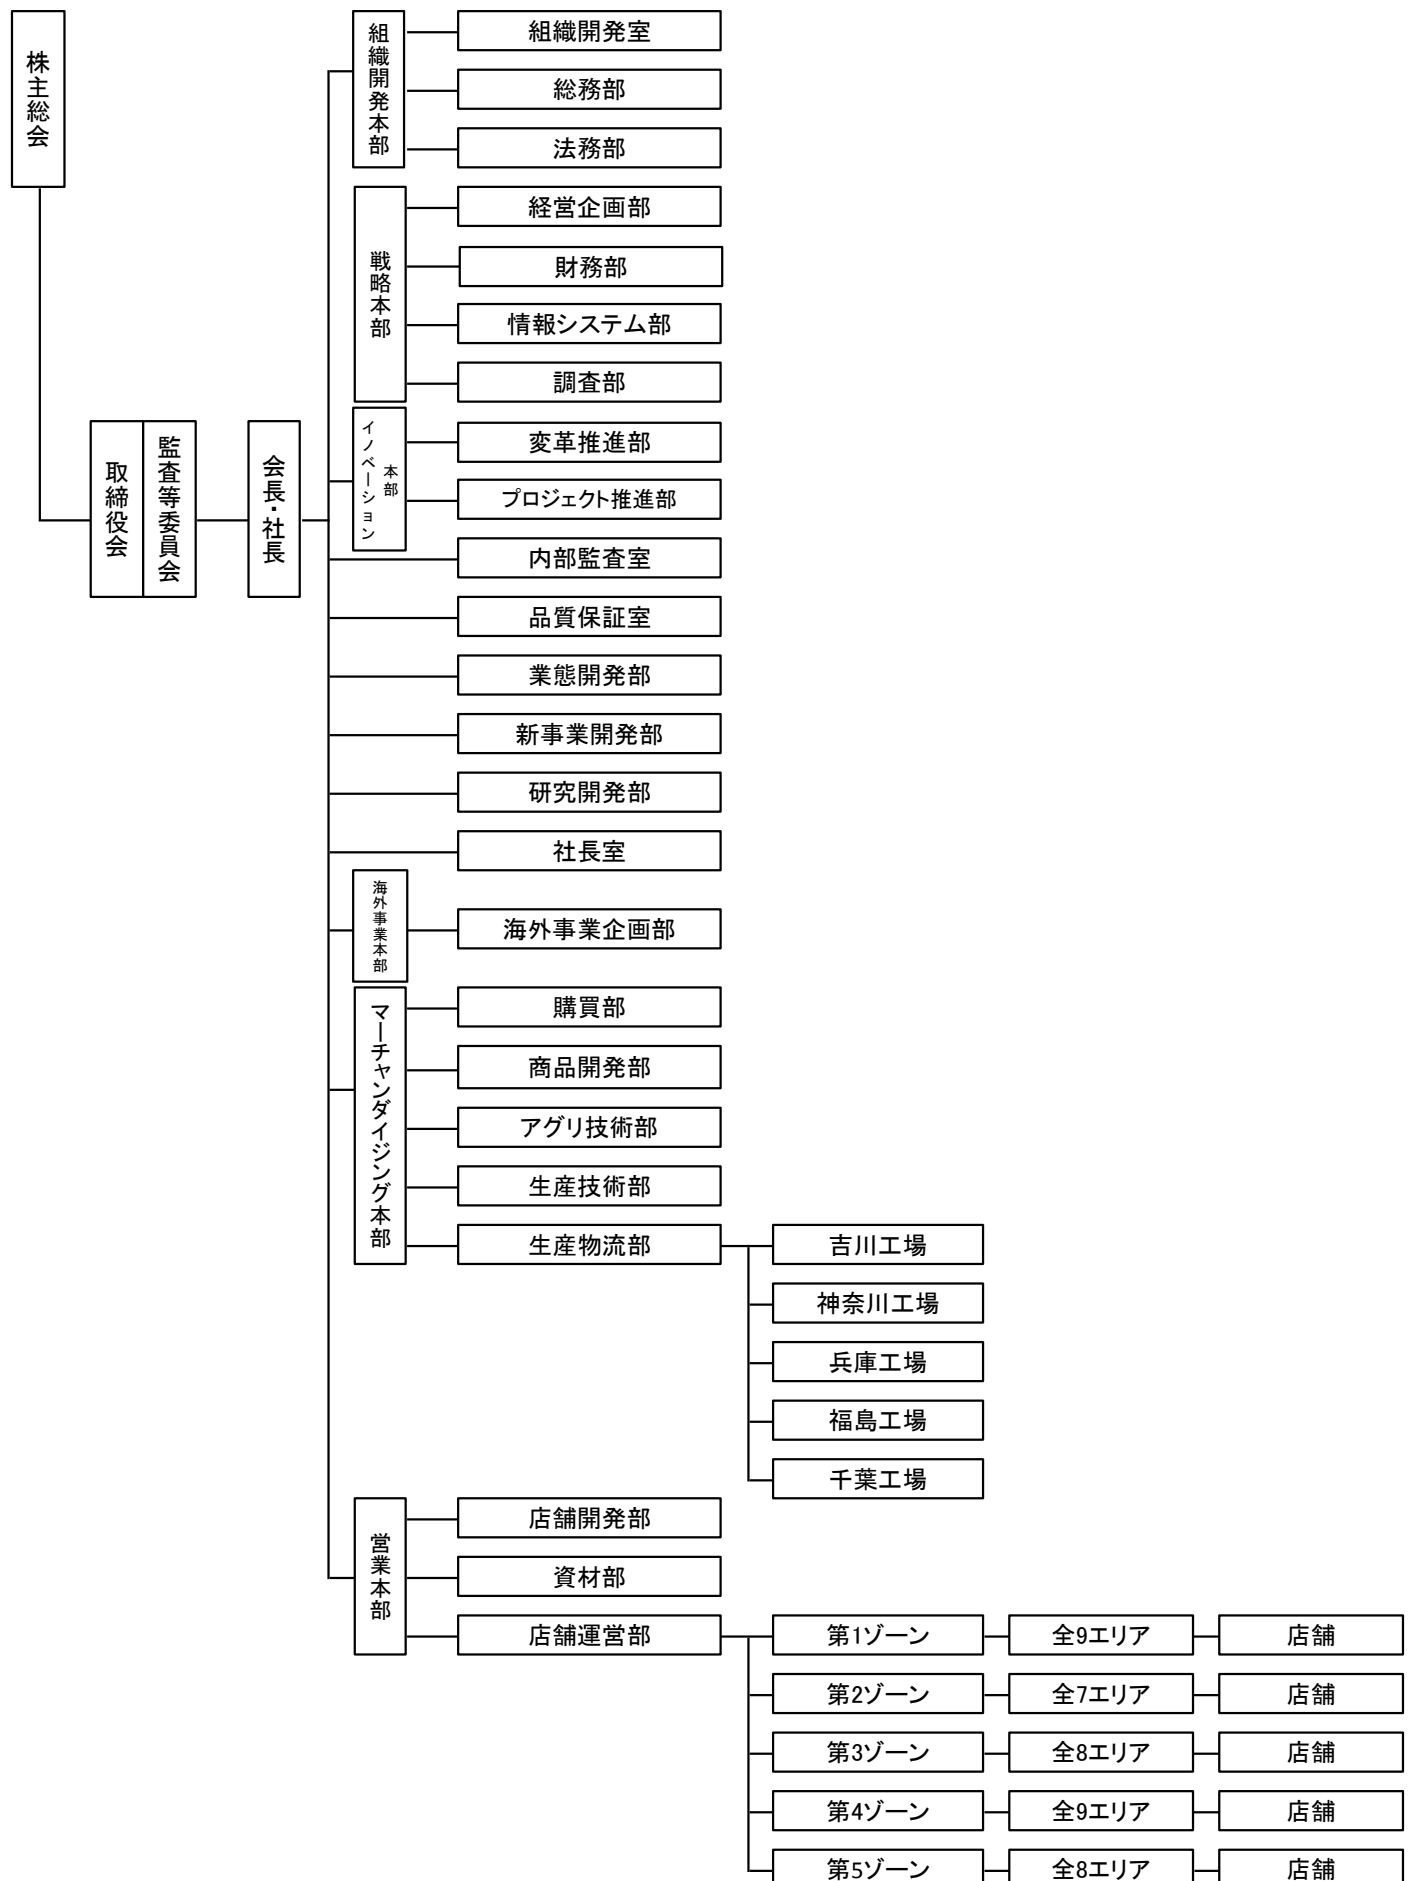 株主総会
取締役会
監査等委員会
会長・社長
組織開発本部
組織開発室
総務部
法務部
戦略本部
経営企画部
財務部
情報システム部
調査部
イノベーション
本部
変革推進部
プロジェクト推進部
内部監査室
品質保証室
業態開発部
新事業開発部
研究開発部
社長室
海外事業本部
海外事業企画部
マーチャンダイジング本部
購買部
商品開発部
アグリ技術部
生産技術部
生産物流部
吉川工場
神奈川工場
兵庫工場
福島工場
千葉工場
営業本部
店舗開発部
資材部
店舗運営部
第1ゾーン
全9エリア
店舗
第2ゾーン
全7エリア
店舗
第3ゾーン
全8エリア
店舗
第4ゾーン
全9エリア
店舗
第5ゾーン
全8エリア
店舗